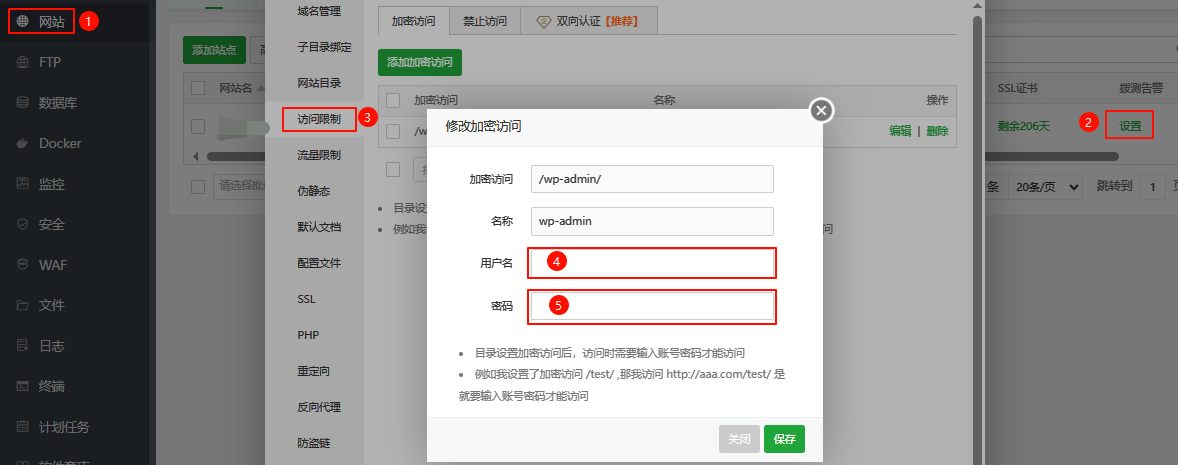 网站
1
FTP
数据库
Docker
监控
安全
WAF
文件
日志
终端
计划任务
添加站点
网站名
请选择批
域名管理
子目录绑定
网站目录
访问限制
3
流量限制
伪静态
默认文档
配置文件
SSL
PHP
重定向
反向代理
防盗链
加密访问
禁止访问
双向认证【推荐】
添加加密访问
加密访问
名称
操作
/w
编辑 | 删除
目录设
例如我
问
修改加密访问
加密访问
/wp-admin/
名称
wp-admin
用户名
4
密码
5
目录设置加密访问后，访问时需要输入账号密码才能访问
例如我设置了加密访问 /test/ ,那我访问 http://aaa.com/test/ 是
就要输入账号密码才能访问
关闭
保存
SSL证书
拨测告警
剩余206天
2
设置
条
20条/页
跳转到
1